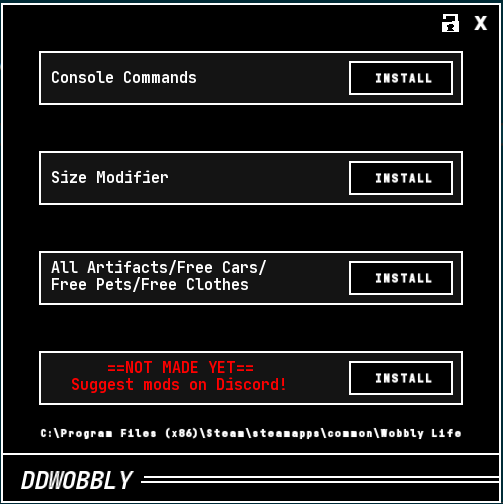 X
Console Commands
INSTALL
Size Modifier
INSTALL
All Artifacts/Free Cars/
Free Pets/Free Clothes
INSTALL
==NOT MADE YET==
Suggest mods on Discord!
INSTALL
C:\Program Files (x86)\Steam\steamapps\common\Wobbly Life
DDWOBBLY